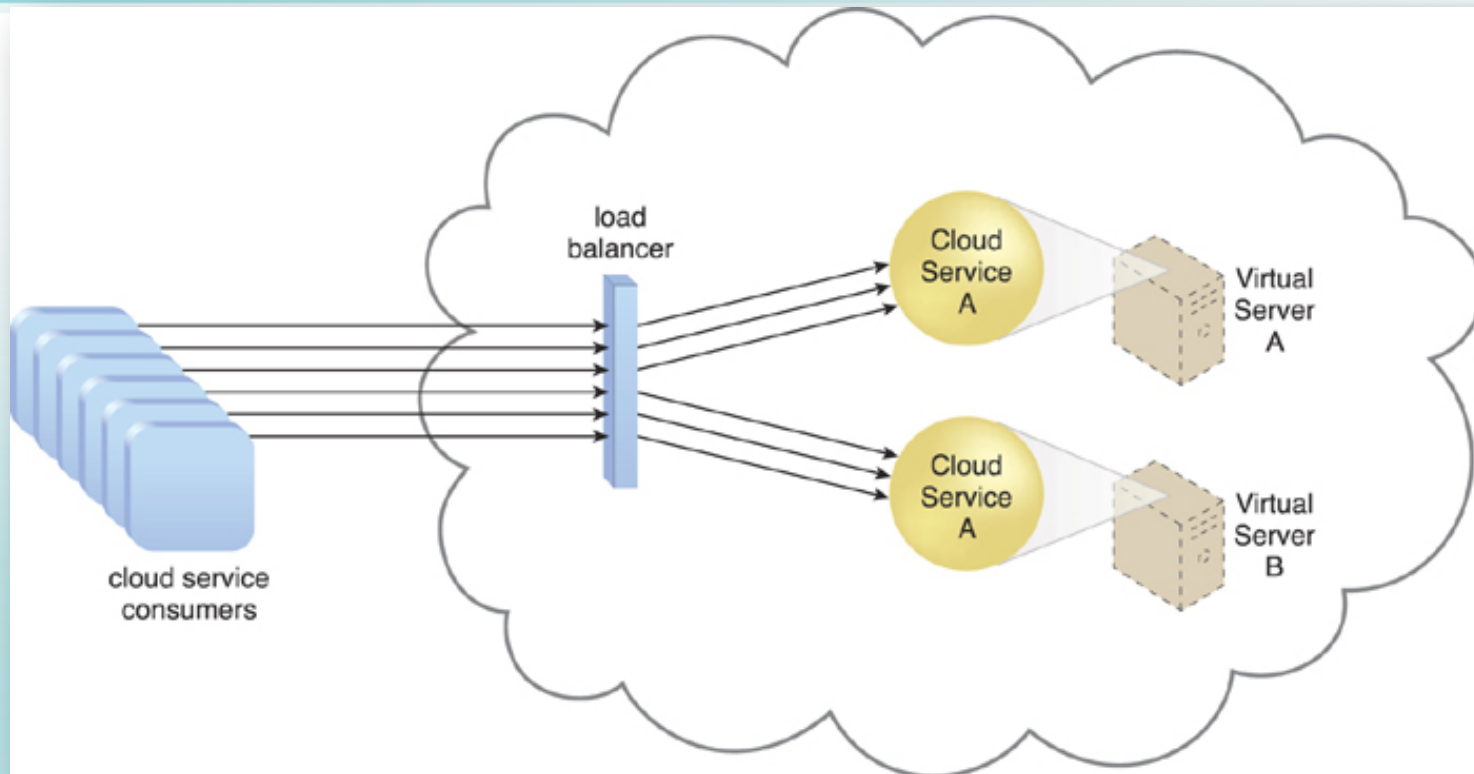 load
balancer
Cloud
Service
A
Virtual
Server
A
Cloud
Service
A
Virtual
Server
B
cloud service
consumers